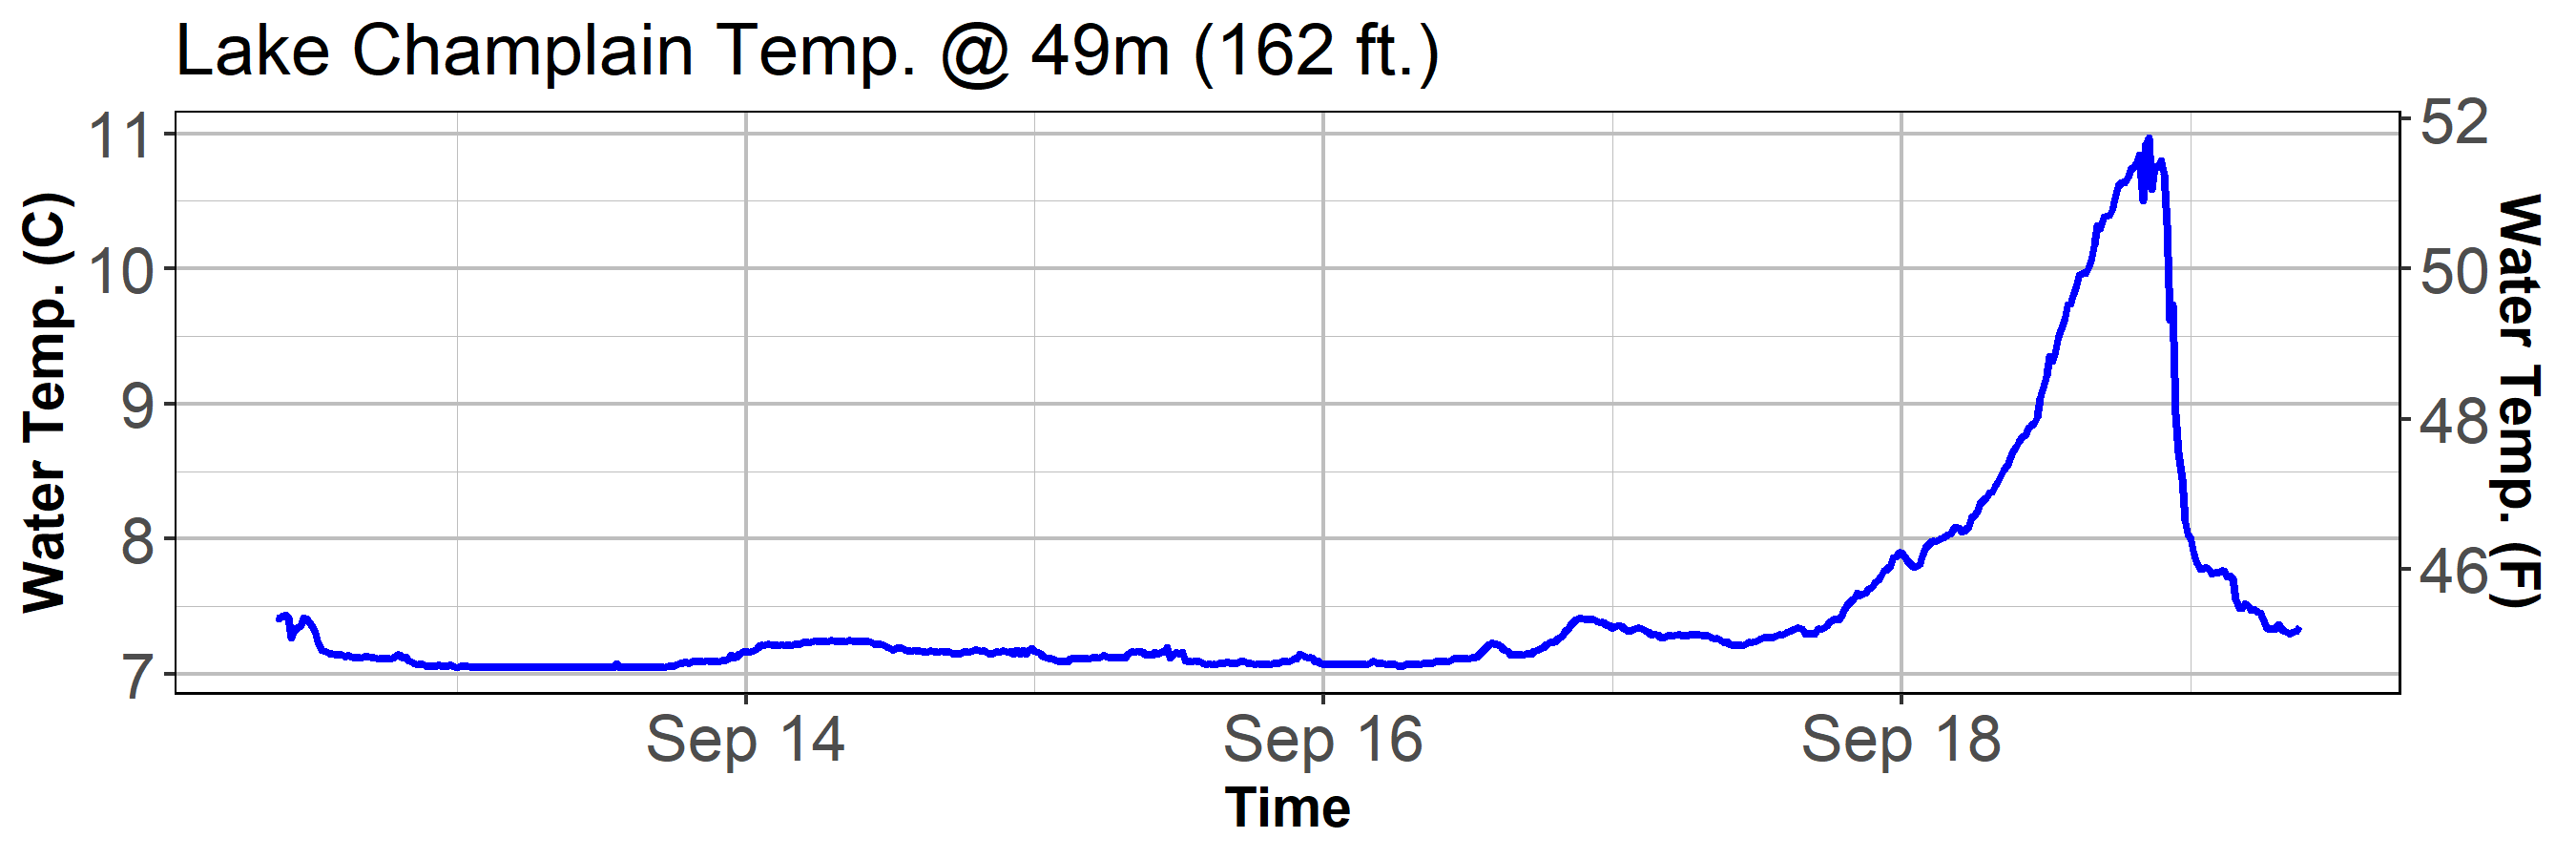 Lake Champlain Temp. @ 49m (162 ft.)
Water Temp. (C)
11
10
9
8
7
52
50
48
46
Water Temp. (F)
Sep 14
Sep 16
Sep 18
Time